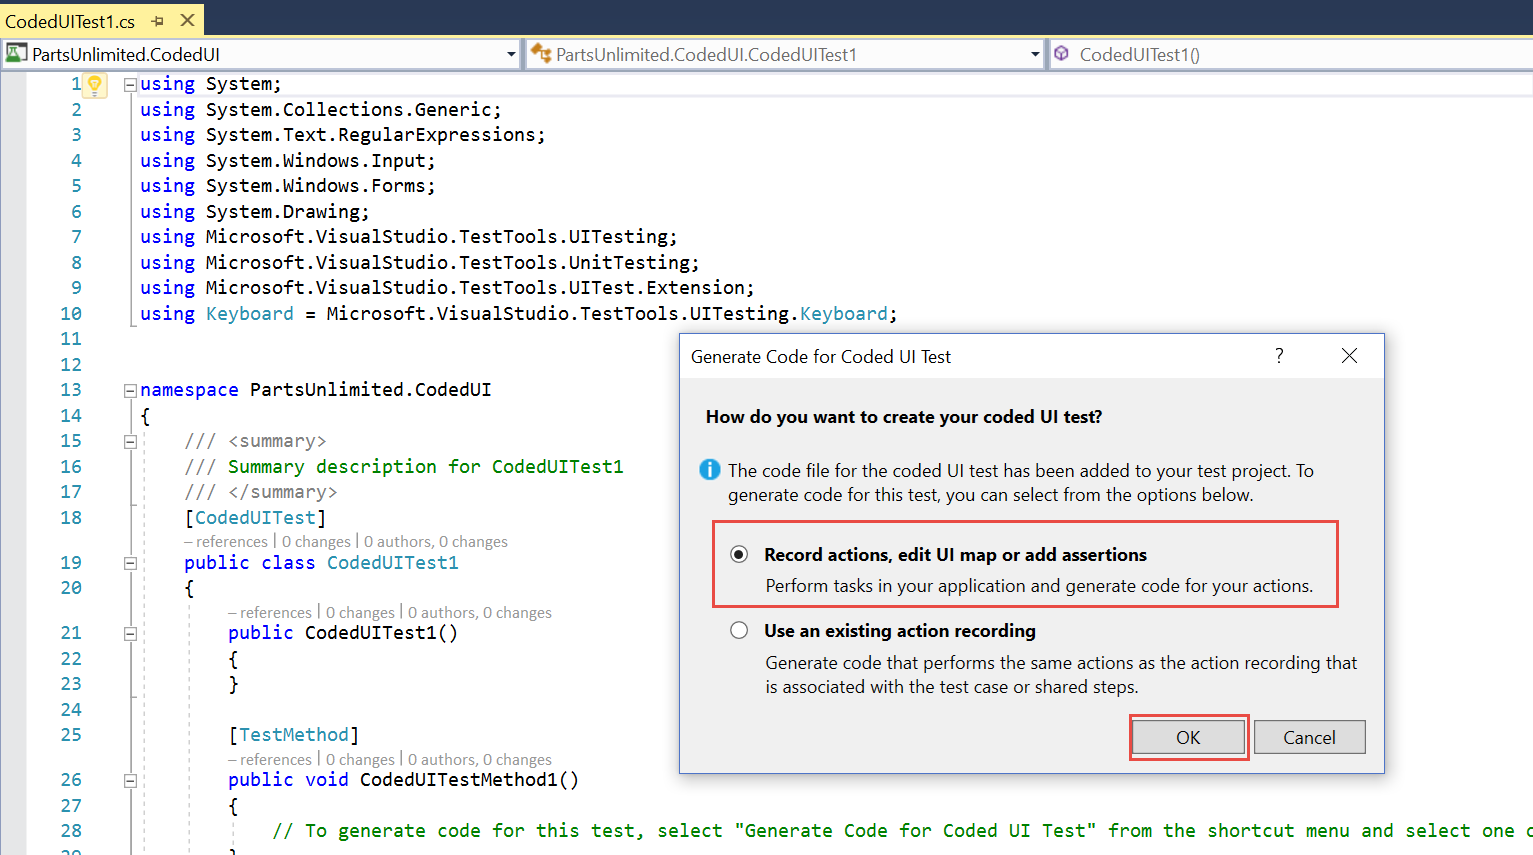 CodedUITest1.cs
PartsUnlimited.CodedUI
PartsUnlimited.CodedUI.CodedUITest1
CodedUITest1()
1 using System;
2 using System.Collections.Generic;
3 using System.Text.RegularExpressions;
4 using System.Windows.Input;
5 using System.Windows.Forms;
6 using System.Drawing;
7 using Microsoft.VisualStudio.TestTools.UITesting;
8 using Microsoft.VisualStudio.TestTools.UnitTesting;
9 using Microsoft.VisualStudio.TestTools.UITest.Extension;
10 using Keyboard = Microsoft.VisualStudio.TestTools.UITesting.Keyboard;
11
12
13 namespace PartsUnlimited.CodedUI
14 {
15 /// <summary>
16 /// Summary description for CodedUITest1
17 /// </summary>
18 [CodedUITest]
– references | 0 changes | 0 authors, 0 changes
19 public class CodedUITest1
20 {
– references | 0 changes | 0 authors, 0 changes
21 public CodedUITest1()
22 {
23 }
24
25 [TestMethod]
– references | 0 changes | 0 authors, 0 changes
26 public void CodedUITestMethod1()
27 {
28 // To generate code for this test, select "Generate Code for Coded UI Test" from the shortcut menu and select one
Generate Code for Coded UI Test
?
How do you want to create your coded UI test?
The code file for the coded UI test has been added to your test project. To
generate code for this test, you can select from the options below.
Record actions, edit UI map or add assertions
Perform tasks in your application and generate code for your actions.
Use an existing action recording
Generate code that performs the same actions as the action recording that
is associated with the test case or shared steps.
OK
Cancel